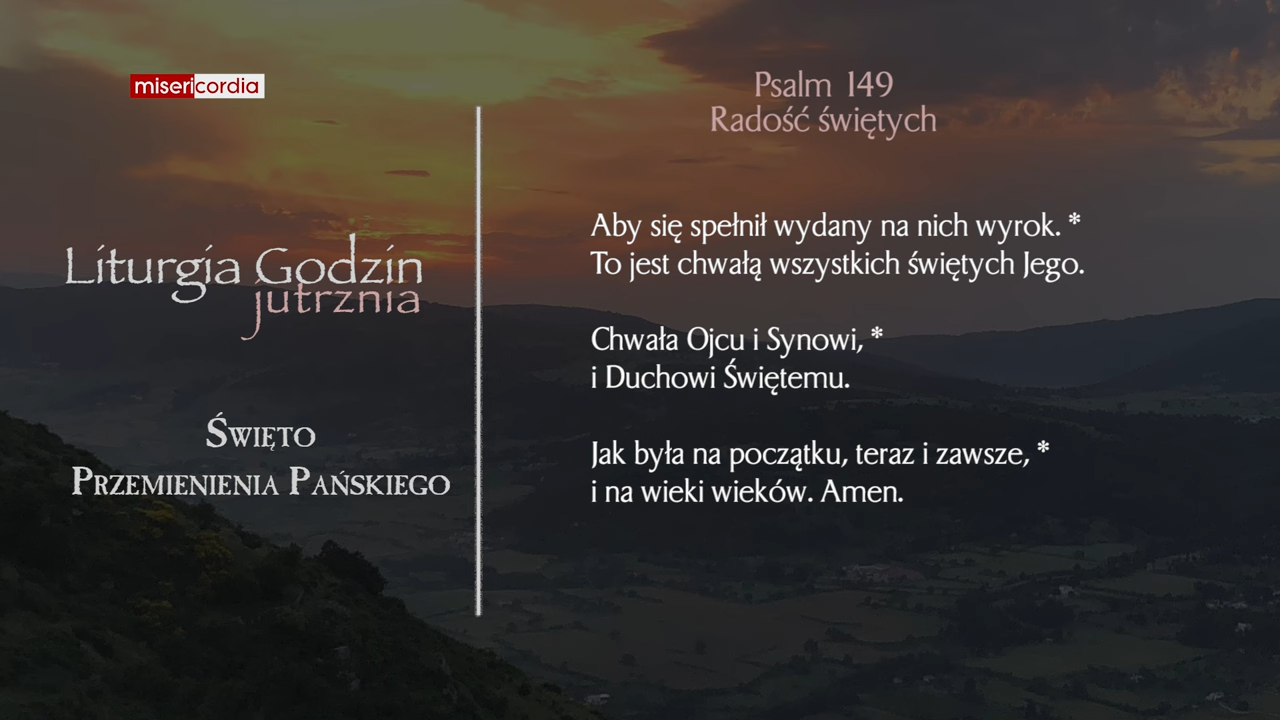 misericordia
Liturgia Godzin
jutrznia
Święto
Przemienienia Pańskiego
Psalm 149
Radość świętych
Aby się spełnił wydany na nich wyrok. *
To jest chwałą wszystkich świętych Jego.
Chwała Ojcu i Synowi, *
i Duchowi Świętemu.
Jak była na początku, teraz i zawsze, *
i na wieki wieków. Amen.